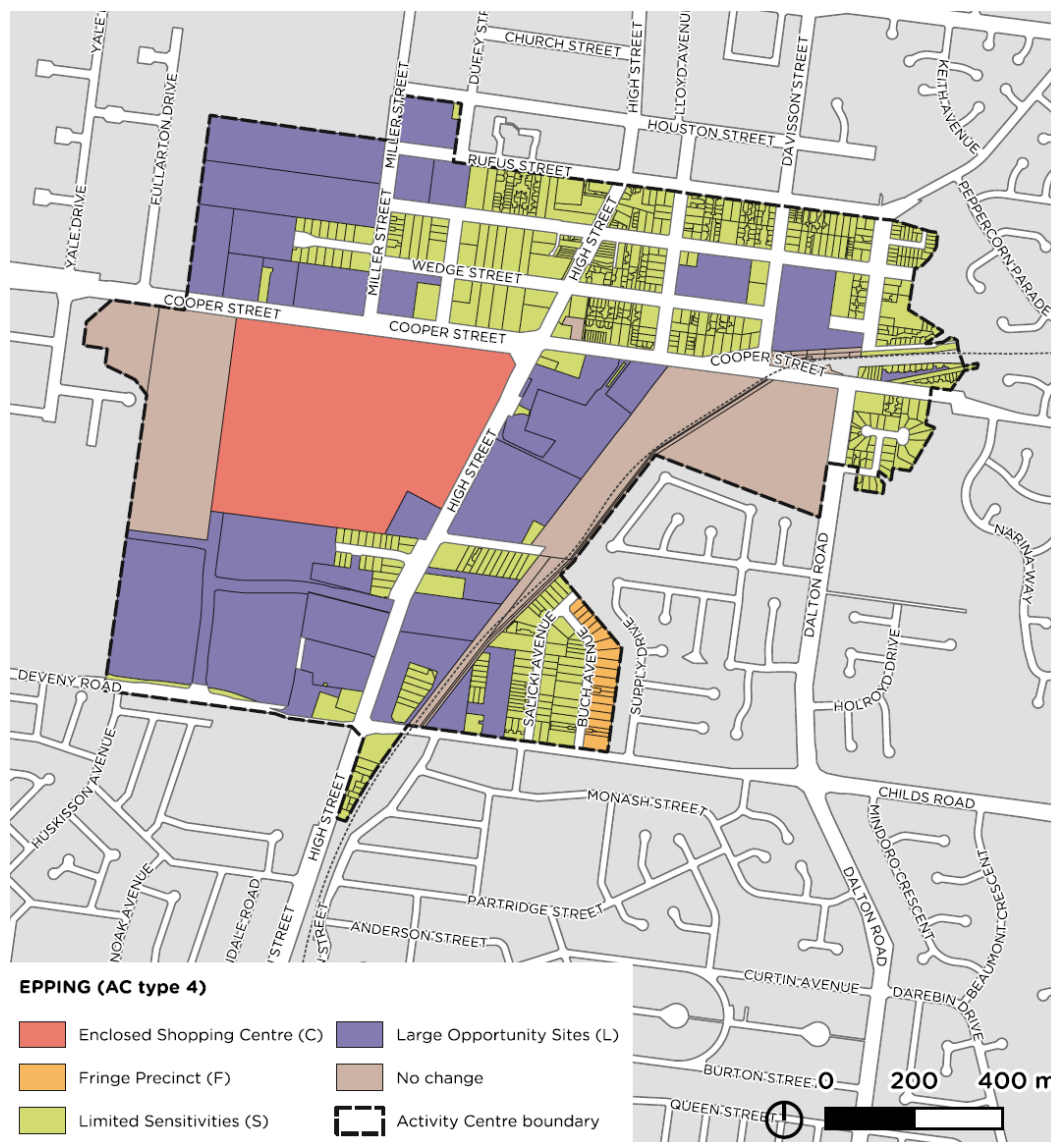 YALE
DUFFY STR
CHURCH STREET
HIGH STREET
LLOYD AVENUE
DAVISSON STREET
KEITH AVENUE
MILLER STREET
HOUSTON STREET
FULLARTON DRIVE
RUFUS STREET
PEPPERCORN PARADE
YALE DRIVE
HIGH STREET
MILLER STREET
WEDGE STREET
COOPER STREET
COOPER STREET
COOPER STREET
HIGH STREET
NARINA WAY
DALTON ROAD
SALICKI AVENUE
BUCH AVENUE
SUPPLY DRIVE
HOLROYD DRIVE
DEVENY ROAD
HUSKISSON AVENUE
HIGH STREET
MONASH STREET
CHILDS ROAD
MINDORO CRESCENT
BEAUMONT CRESCENT
DALTON ROAD
NOAK AVENUE
NDALE ROAD
N STREET
N STREET
PARTRIDGE STREET
ANDERSON STREET
CURTIN AVENUE
DAREBIN DRIVE
BURTON STREET
QUEEN STREET
0 200 400 m
EPPING (AC type 4)
Enclosed Shopping Centre (C)
Large Opportunity Sites (L)
Fringe Precinct (F)
No change
Limited Sensitivities (S)
Activity Centre boundary